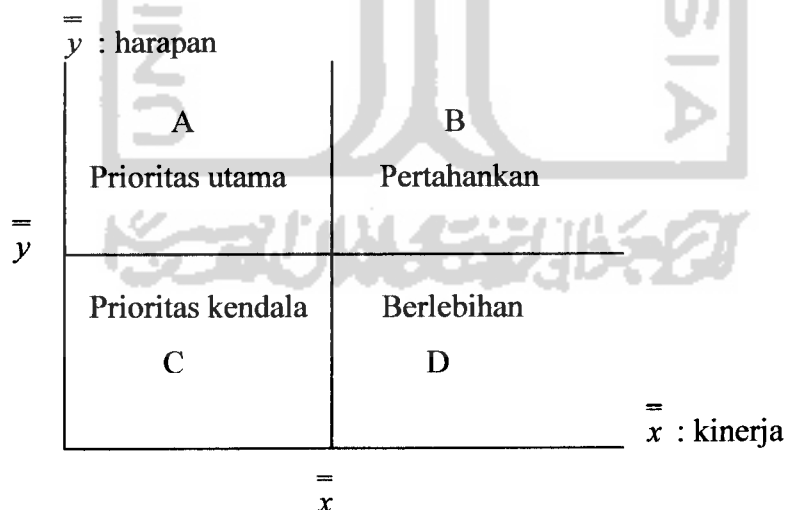 y̿ : harapan
A B
Prioritas utama Pertahankan
y̿
Prioritas kendala Berlebihan
C D
x̿ : kinerja
x̿